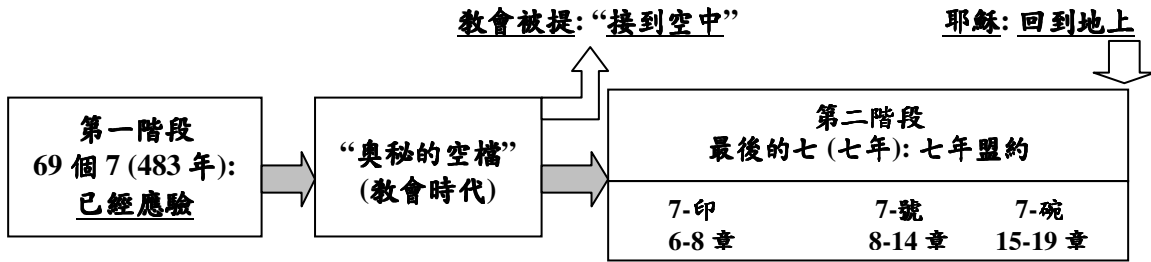 教會被提: “接到空中”
耶穌: 回到地上
第一階段
69 個 7 (483 年):
已經應驗
“奧秘的空檔”
(教會時代)
第二階段
最後的七 (七年): 七年盟約
7-印
7-號
7-碗
6-8 章
8-14 章
15-19 章